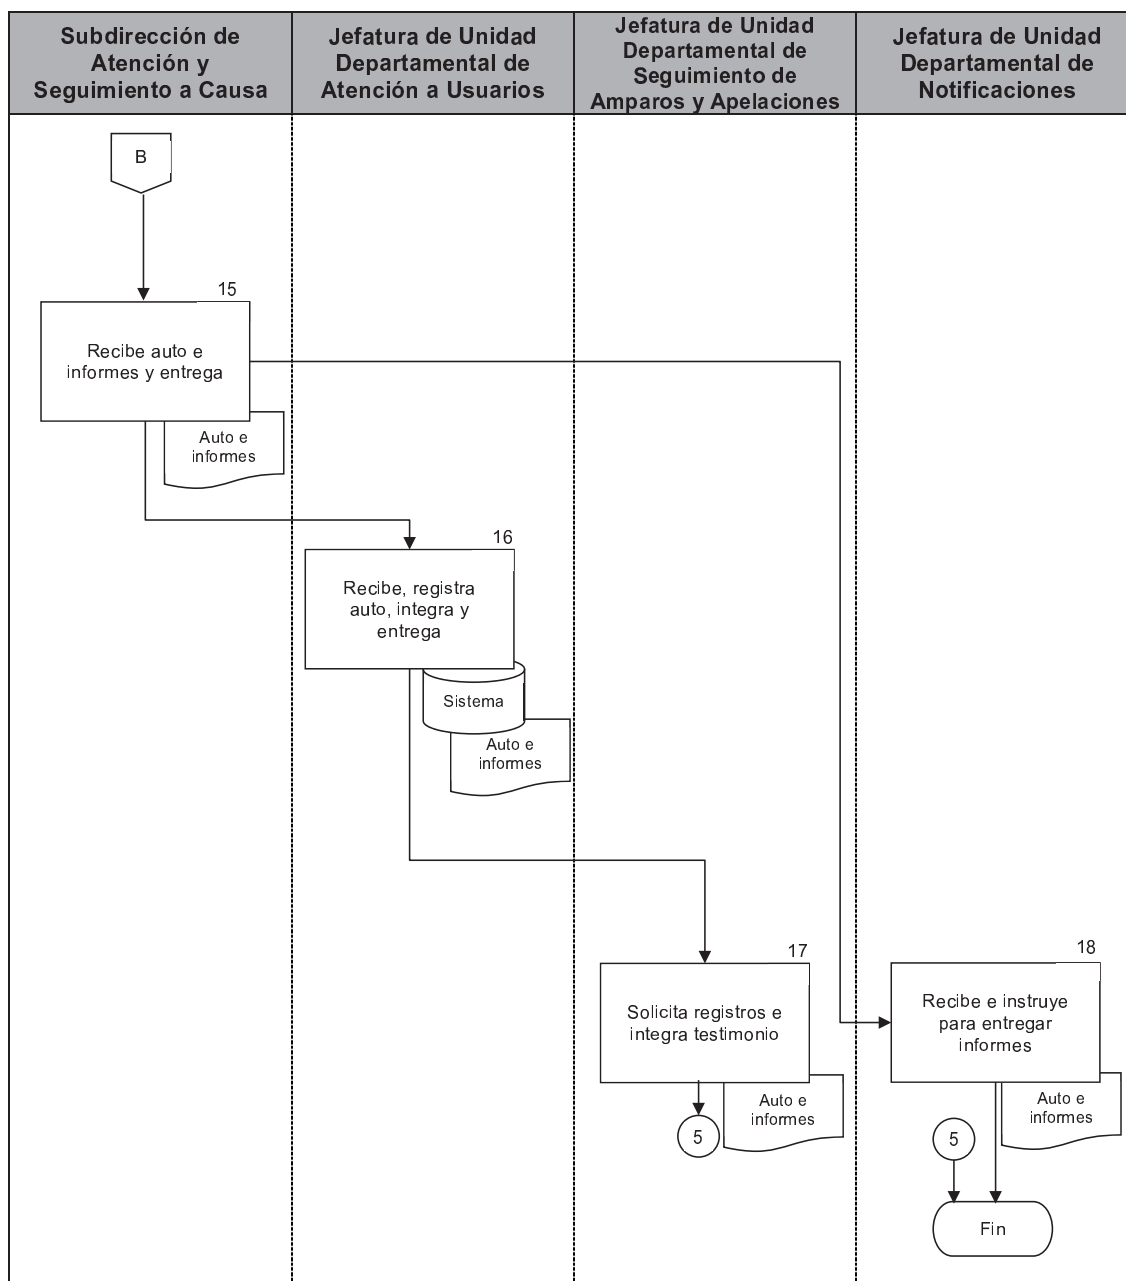 Subdirección de
Atención y
Seguimiento a Causa
Jefatura de Unidad
Departamental de
Atención a Usuarios
Jefatura de Unidad
Departamental de
Seguimiento de
Amparos y Apelaciones
Jefatura de Unidad
Departamental de
Notificaciones
B
15
Recibe auto e
informes y entrega
Auto e
informes
16
Recibe, registra
auto, integra y
entrega
Sistema
Auto e
informes
17
Solicita registros e
integra testimonio
Auto e
informes
5
18
Recibe e instruye
para entregar
informes
Auto e
informes
5
Fin